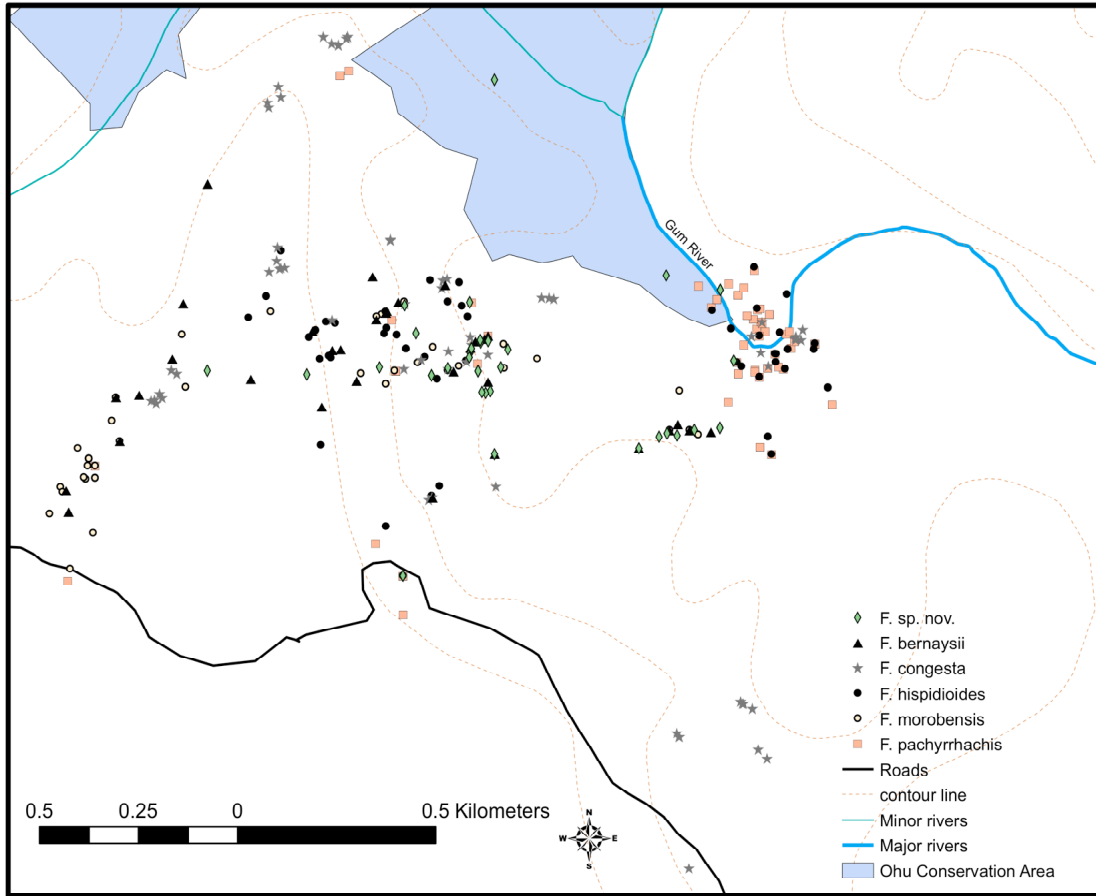 Gum River
F. sp. nov.
F. bernaysii
F. congesta
F. hispidioides
F. morobensis
F. pachyrrhachis
Roads
contour line
Minor rivers
Major rivers
Ohu Conservation Area
0.5 0.25 0 0.5 Kilometers
N
W E
S